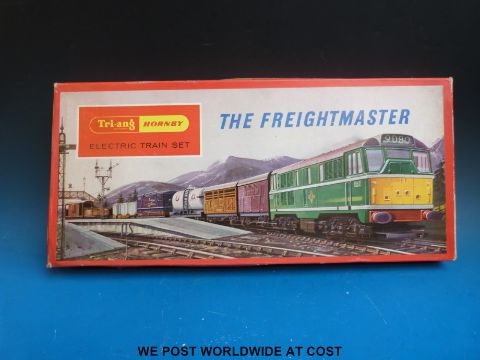 Tri-ang HORNBY
ELECTRIC TRAIN SET
THE FREIGHTMASTER
WE POST WORLDWIDE AT COST